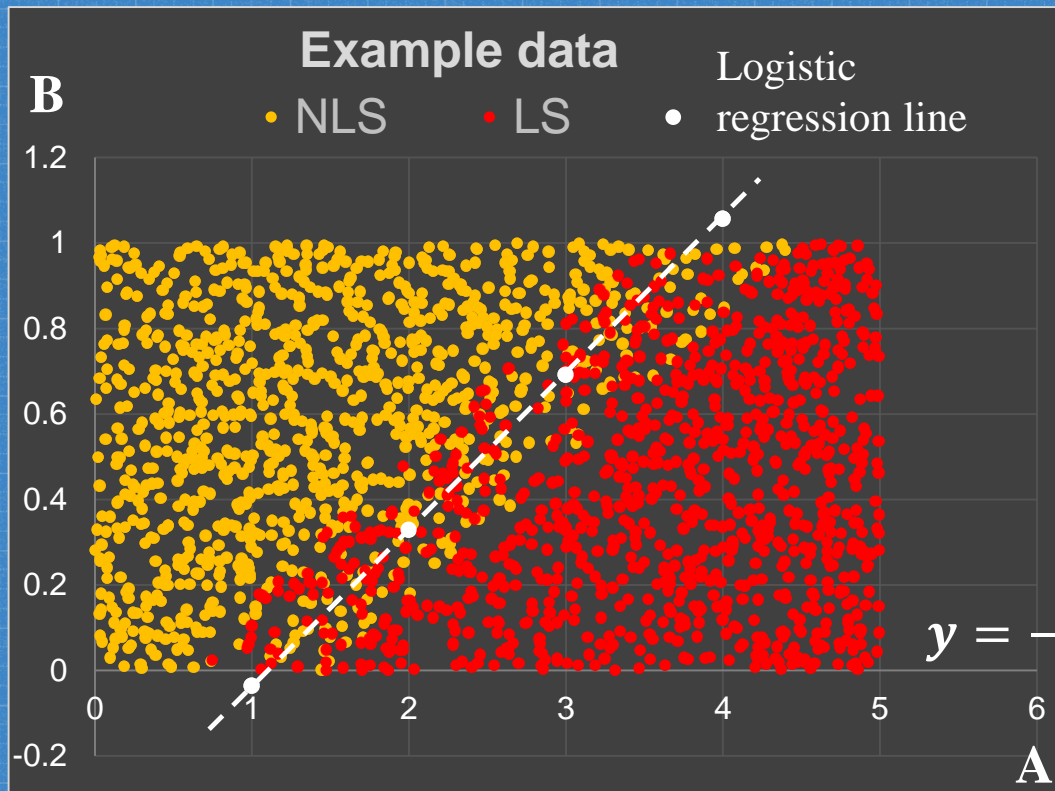 Example data
B
NLS
LS
Logistic
regression line
1.2
1
0.8
0.6
0.4
0.2
0
-0.2
0 1 2 3 4 5 6
y = −
A